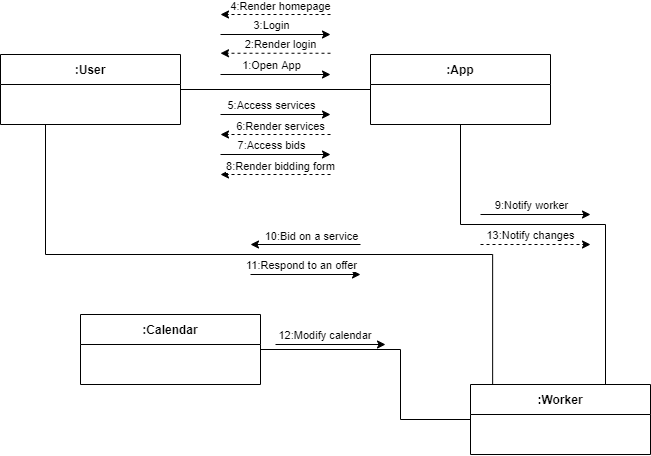 4:Render homepage
3:Login
2:Render login
1:Open App
:User
:App
5:Access services
6:Render services
7:Access bids
8:Render bidding form
9:Notify worker
10:Bid on a service
13:Notify changes
11:Respond to an offer
:Calendar
12:Modify calendar
:Worker